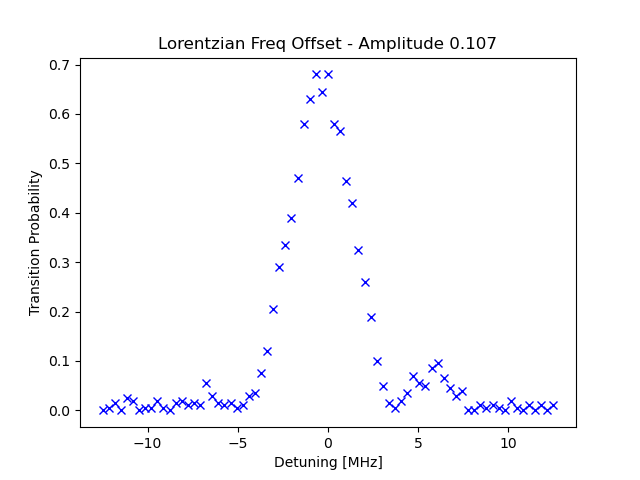 Lorentzian Freq Offset - Amplitude 0.107
Transition Probability
0.7
0.6
0.5
0.4
0.3
0.2
0.1
0.0
−10 −5 0 5 10
Detuning [MHz]